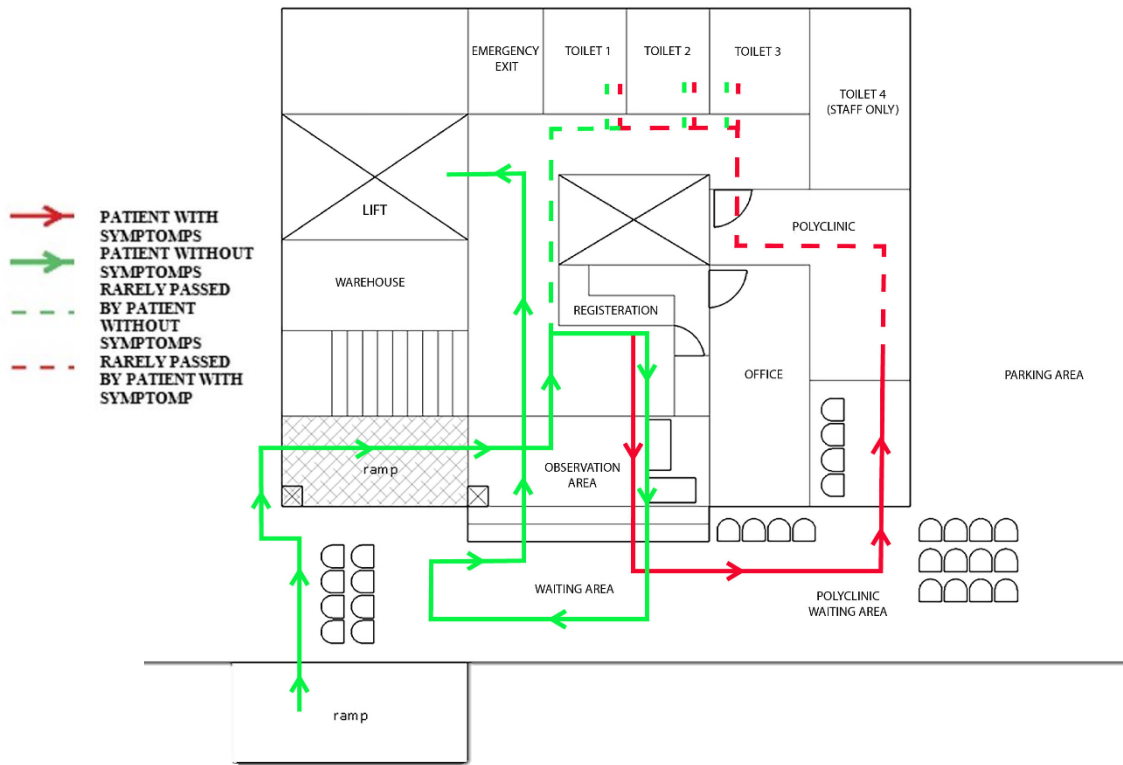 EMERGENCY
EXIT
TOILET 1
TOILET 2
TOILET 3
TOILET 4
(STAFF ONLY)
LIFT
POLYCLINIC
WAREHOUSE
REGISTERATION
OFFICE
PARKING AREA
ramp
OBSERVATION
AREA
WAITING AREA
POLYCLINIC
WAITING AREA
ramp
PATIENT WITH
SYMPTOMPS
PATIENT WITHOUT
SYMPTOMPS
RARELY PASSED
BY PATIENT
WITHOUT
SYMPTOMPS
RARELY PASSED
BY PATIENT WITH
SYMPTOMP